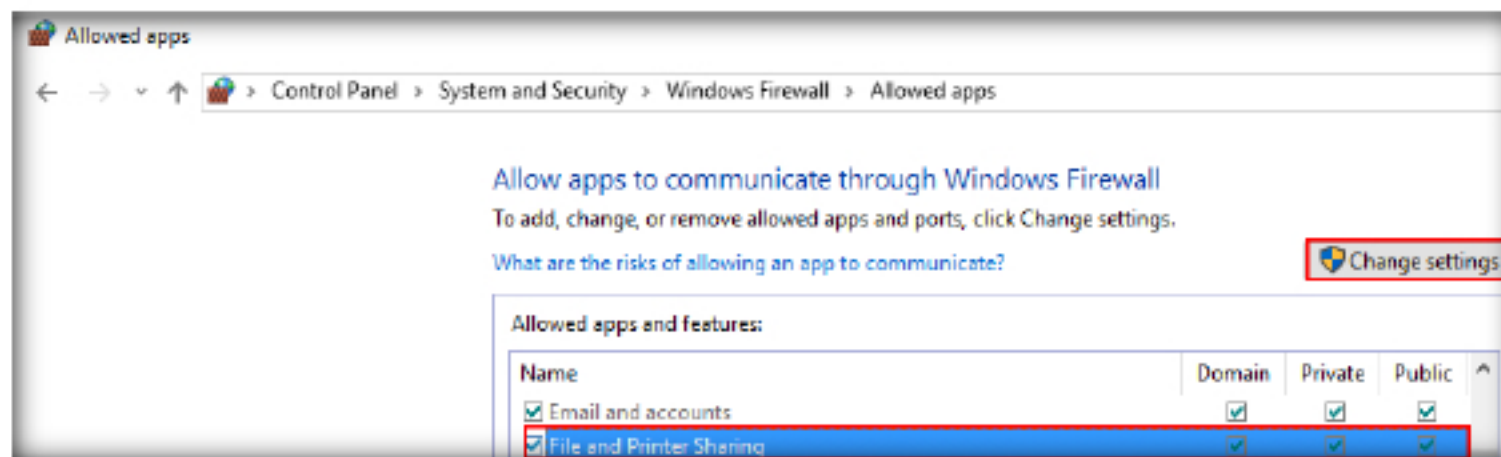 Allowed apps
Control Panel > System and Security > Windows Firewall > Allowed apps
Allow apps to communicate through Windows Firewall
To add, change, or remove allowed apps and ports, click Change settings.
What are the risks of allowing an app to communicate?
Change settings
Allowed apps and features:
Name Domain Private Public
Email and accounts
File and Printer Sharing